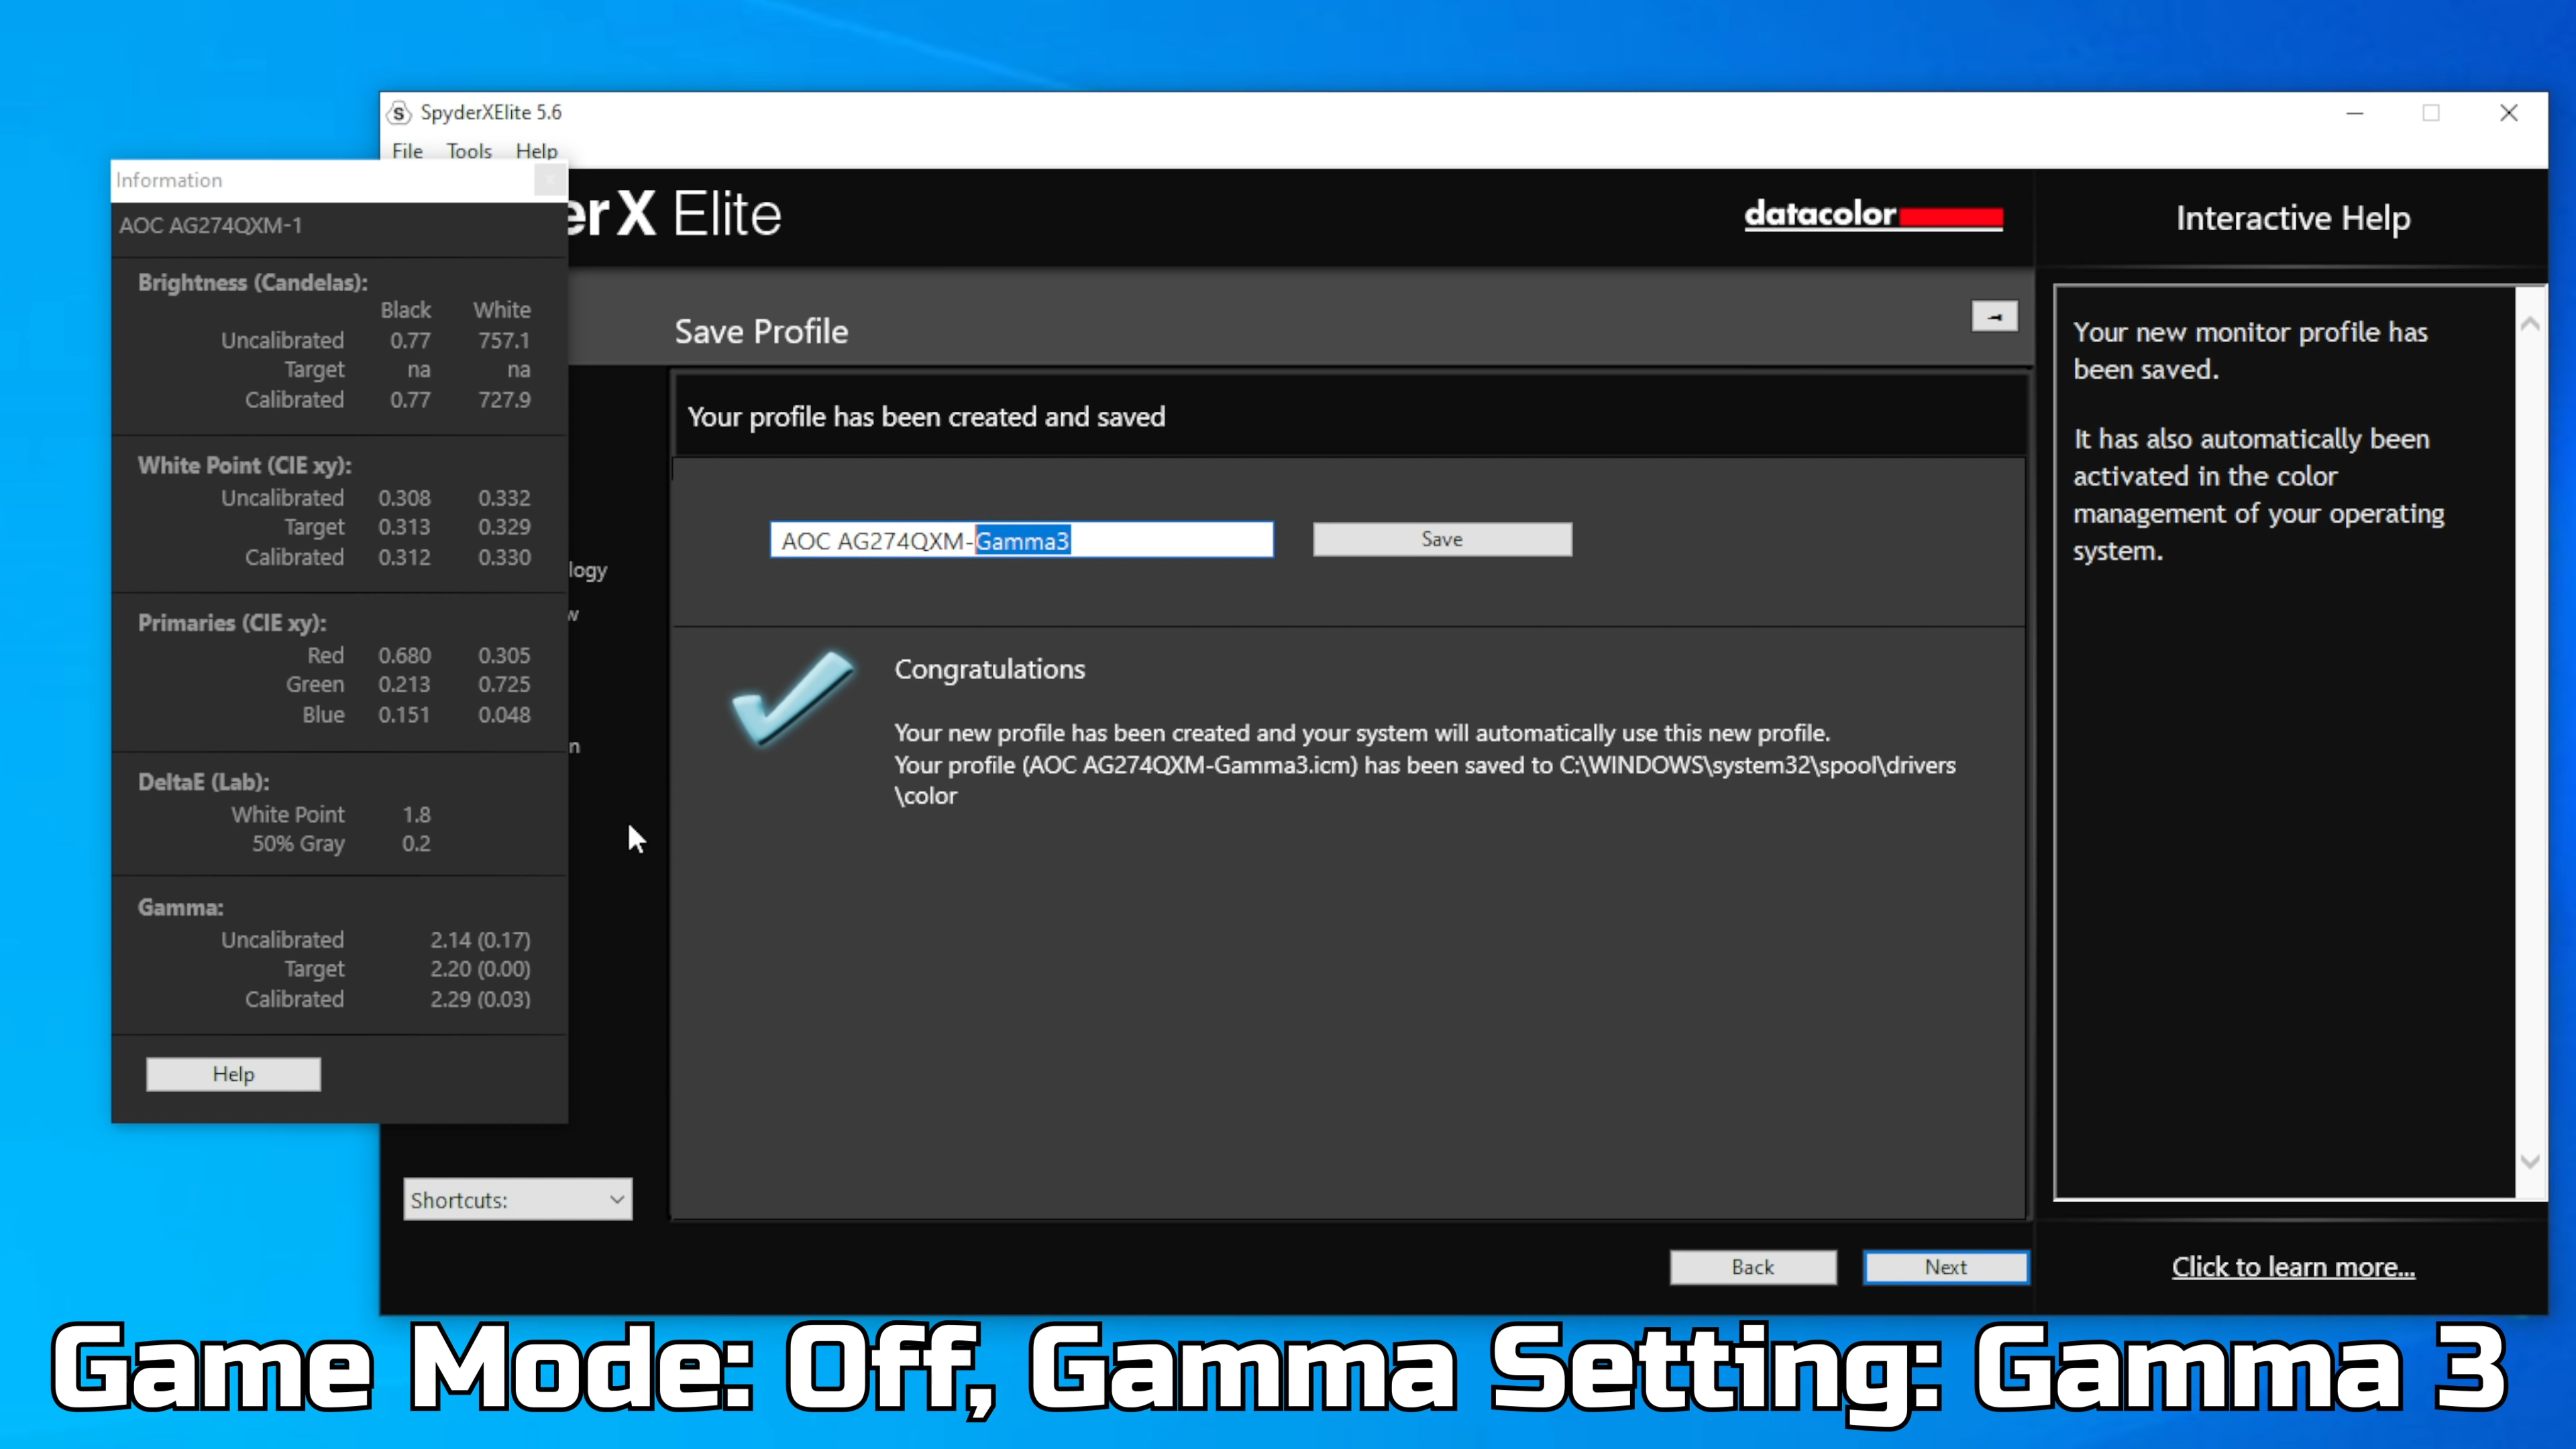 SpyderXElite 5.6
File Tools Help
Information
AOC AG274QXM-1
Brightness (Candelas):
Black White
Uncalibrated 0.77 757.1
Target na na
Calibrated 0.77 727.9
White Point (CIE xy):
Uncalibrated 0.308 0.332
Target 0.313 0.329
Calibrated 0.312 0.330
Primaries (CIE xy):
Red 0.680 0.305
Green 0.213 0.725
Blue 0.151 0.048
DeltaE (Lab):
White Point 1.8
50% Gray 0.2
Gamma:
Uncalibrated 2.14 (0.17)
Target 2.20 (0.00)
Calibrated 2.29 (0.03)
Help
erX Elite
datacolor
Save Profile
logy
w
n
Your profile has been created and saved
AOC AG274QXM-Gamma3
Save
Congratulations
Your new profile has been created and your system will automatically use this new profile.
Your profile (AOC AG274QXM-Gamma3.icm) has been saved to C:\WINDOWS\system32\spool\drivers
\color
Shortcuts:
Back
Next
Interactive Help
Your new monitor profile has
been saved.
It has also automatically been
activated in the color
management of your operating
system.
Click to learn more...
Game Mode: Off, Gamma Setting: Gamma 3